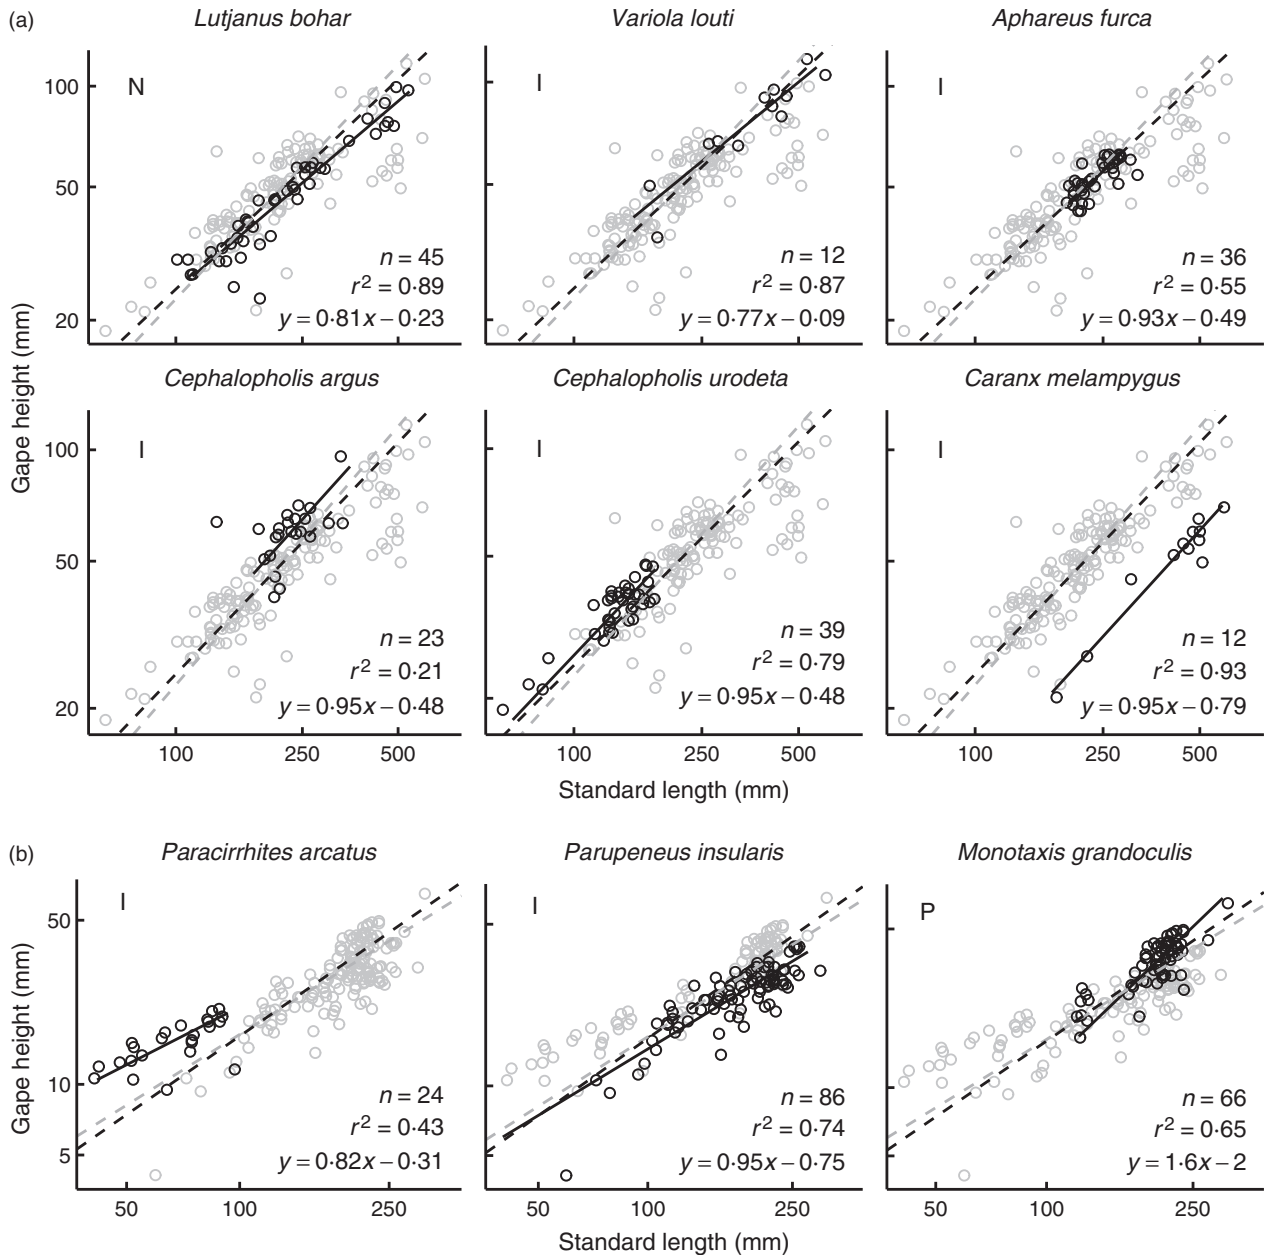 (a)
Lutjanus bohar
Variola louti
Aphareus furca
N
I
I
100
50
20
n = 45
r² = 0·89
y = 0·81x – 0·23
n = 12
r² = 0·87
y = 0·77x – 0·09
n = 36
r² = 0·55
y = 0·93x – 0·49
Gape height (mm)
Cephalopholis argus
Cephalopholis urodeta
Caranx melampygus
I
I
I
100
50
20
n = 23
r² = 0·21
y = 0·95x – 0·48
n = 39
r² = 0·79
y = 0·95x – 0·48
n = 12
r² = 0·93
y = 0·95x – 0·79
100 250 500
100 250 500
100 250 500
Standard length (mm)
(b)
Paracirrhites arcatus
Parupeneus insularis
Monotaxis grandoculis
I
I
P
Gape height (mm)
50
10
5
n = 24
r² = 0·43
y = 0·82x – 0·31
n = 86
r² = 0·74
y = 0·95x – 0·75
n = 66
r² = 0·65
y = 1·6x – 2
50 100 250
50 100 250
50 100 250
Standard length (mm)